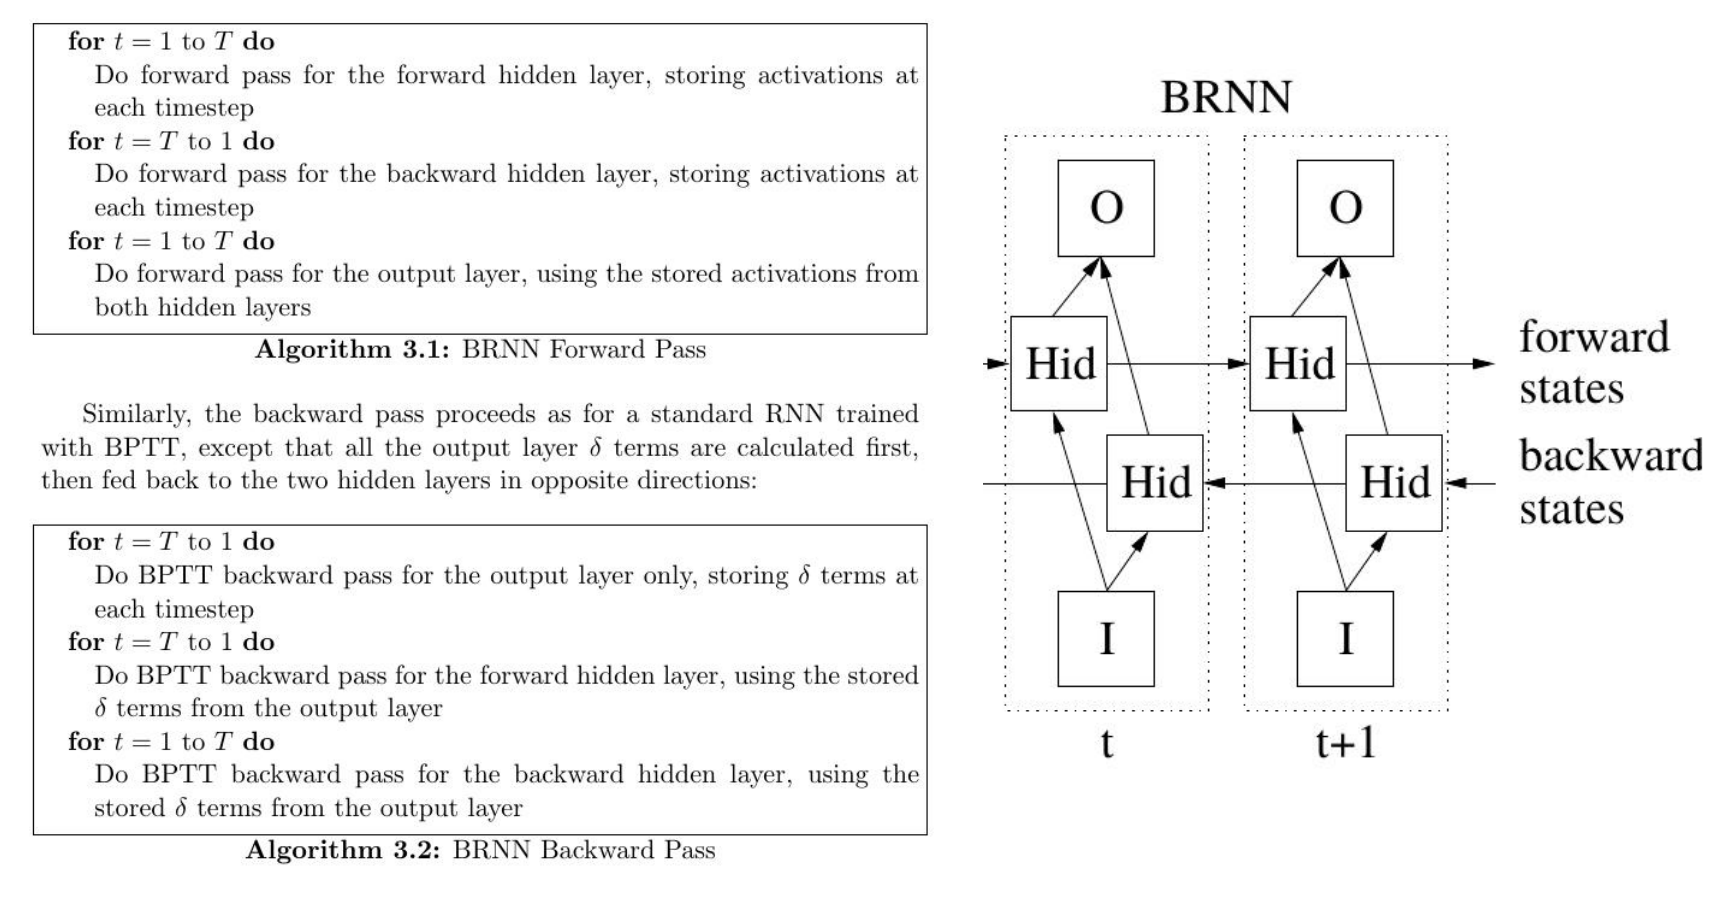 for t = 1 to T do
Do forward pass for the forward hidden layer, storing activations at
each timestep
for t = T to 1 do
Do forward pass for the backward hidden layer, storing activations at
each timestep
for t = 1 to T do
Do forward pass for the output layer, using the stored activations from
both hidden layers
Algorithm 3.1: BRNN Forward Pass
Similarly, the backward pass proceeds as for a standard RNN trained
with BPTT, except that all the output layer δ terms are calculated first,
then fed back to the two hidden layers in opposite directions:
for t = T to 1 do
Do BPTT backward pass for the output layer only, storing δ terms at
each timestep
for t = T to 1 do
Do BPTT backward pass for the forward hidden layer, using the stored
δ terms from the output layer
for t = 1 to T do
Do BPTT backward pass for the backward hidden layer, using the
stored δ terms from the output layer
Algorithm 3.2: BRNN Backward Pass
BRNN
O O
Hid Hid
forward
states
Hid Hid
backward
states
I I
t t+1